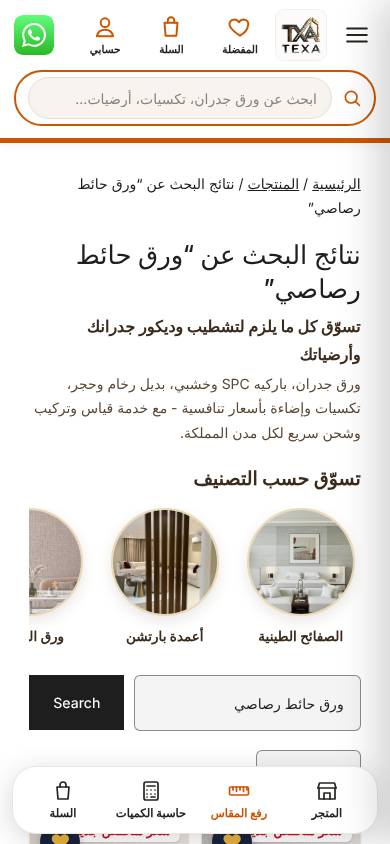 TEXA
المفضلة
السلة
حسابي
ابحث عن ورق جدران، تكسيات، أرضيات...
الرئيسية / المنتجات / نتائج البحث عن “ورق حائط
رصاصي”
نتائج البحث عن “ورق حائط
رصاصي”
تسوّق كل ما يلزم لتشطيب وديكور جدرانك
وأرضياتك
ورق جدران، باركيه SPC وخشبي، بديل رخام وحجر،
تكسيات وإضاءة بأسعار تنافسية - مع خدمة قياس وتركيب
وشحن سريع لكل مدن المملكة.
تسوّق حسب التصنيف
الصفائح الطينية
أعمدة بارتشن
ورق
ورق حائط رصاصي
Search
المتجر
رفع المقاس
حاسبة الكميات
السلة